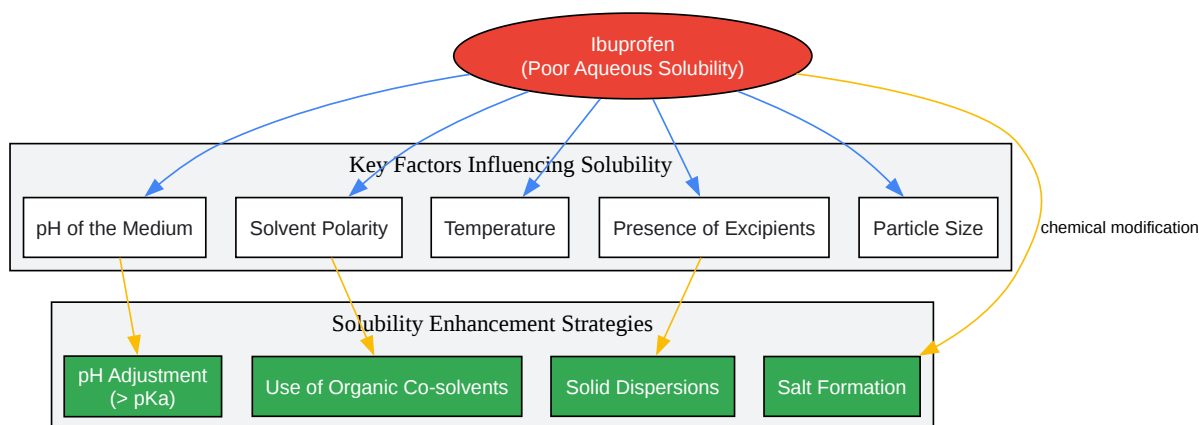 Ibuprofen
(Poor Aqueous Solubility)
Key Factors Influencing Solubility
pH of the Medium
Solvent Polarity
Temperature
Presence of Excipients
Particle Size
chemical modification
Solubility Enhancement Strategies
pH Adjustment
(> pKa)
Use of Organic Co-solvents
Solid Dispersions
Salt Formation